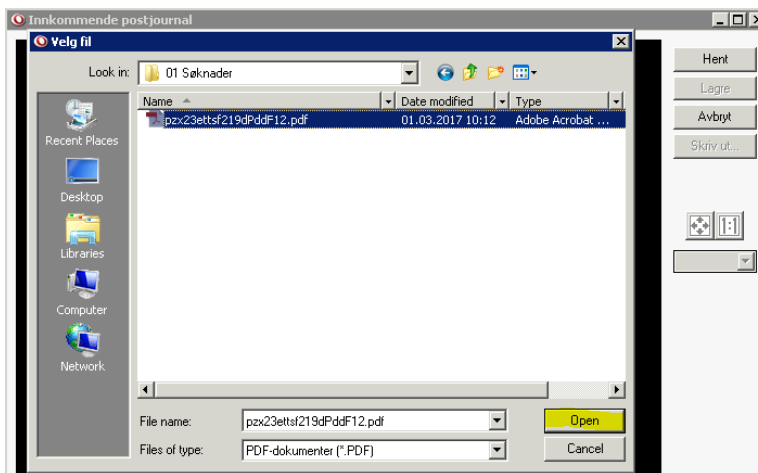 Innkommende postjournal
Velg fil
Look in: 01 Søknader
Name Date modified Type
pzx23ettsf219dPddF12.pdf 01.03.2017 10:12 Adobe Acrobat ...
Recent Places
Desktop
Libraries
Computer
Network
File name: pzx23ettsf219dPddF12.pdf Open
Files of type: PDF-dokumenter (*.PDF) Cancel
Hent
Lagre
Avbryt
Skriv ut...
1:1